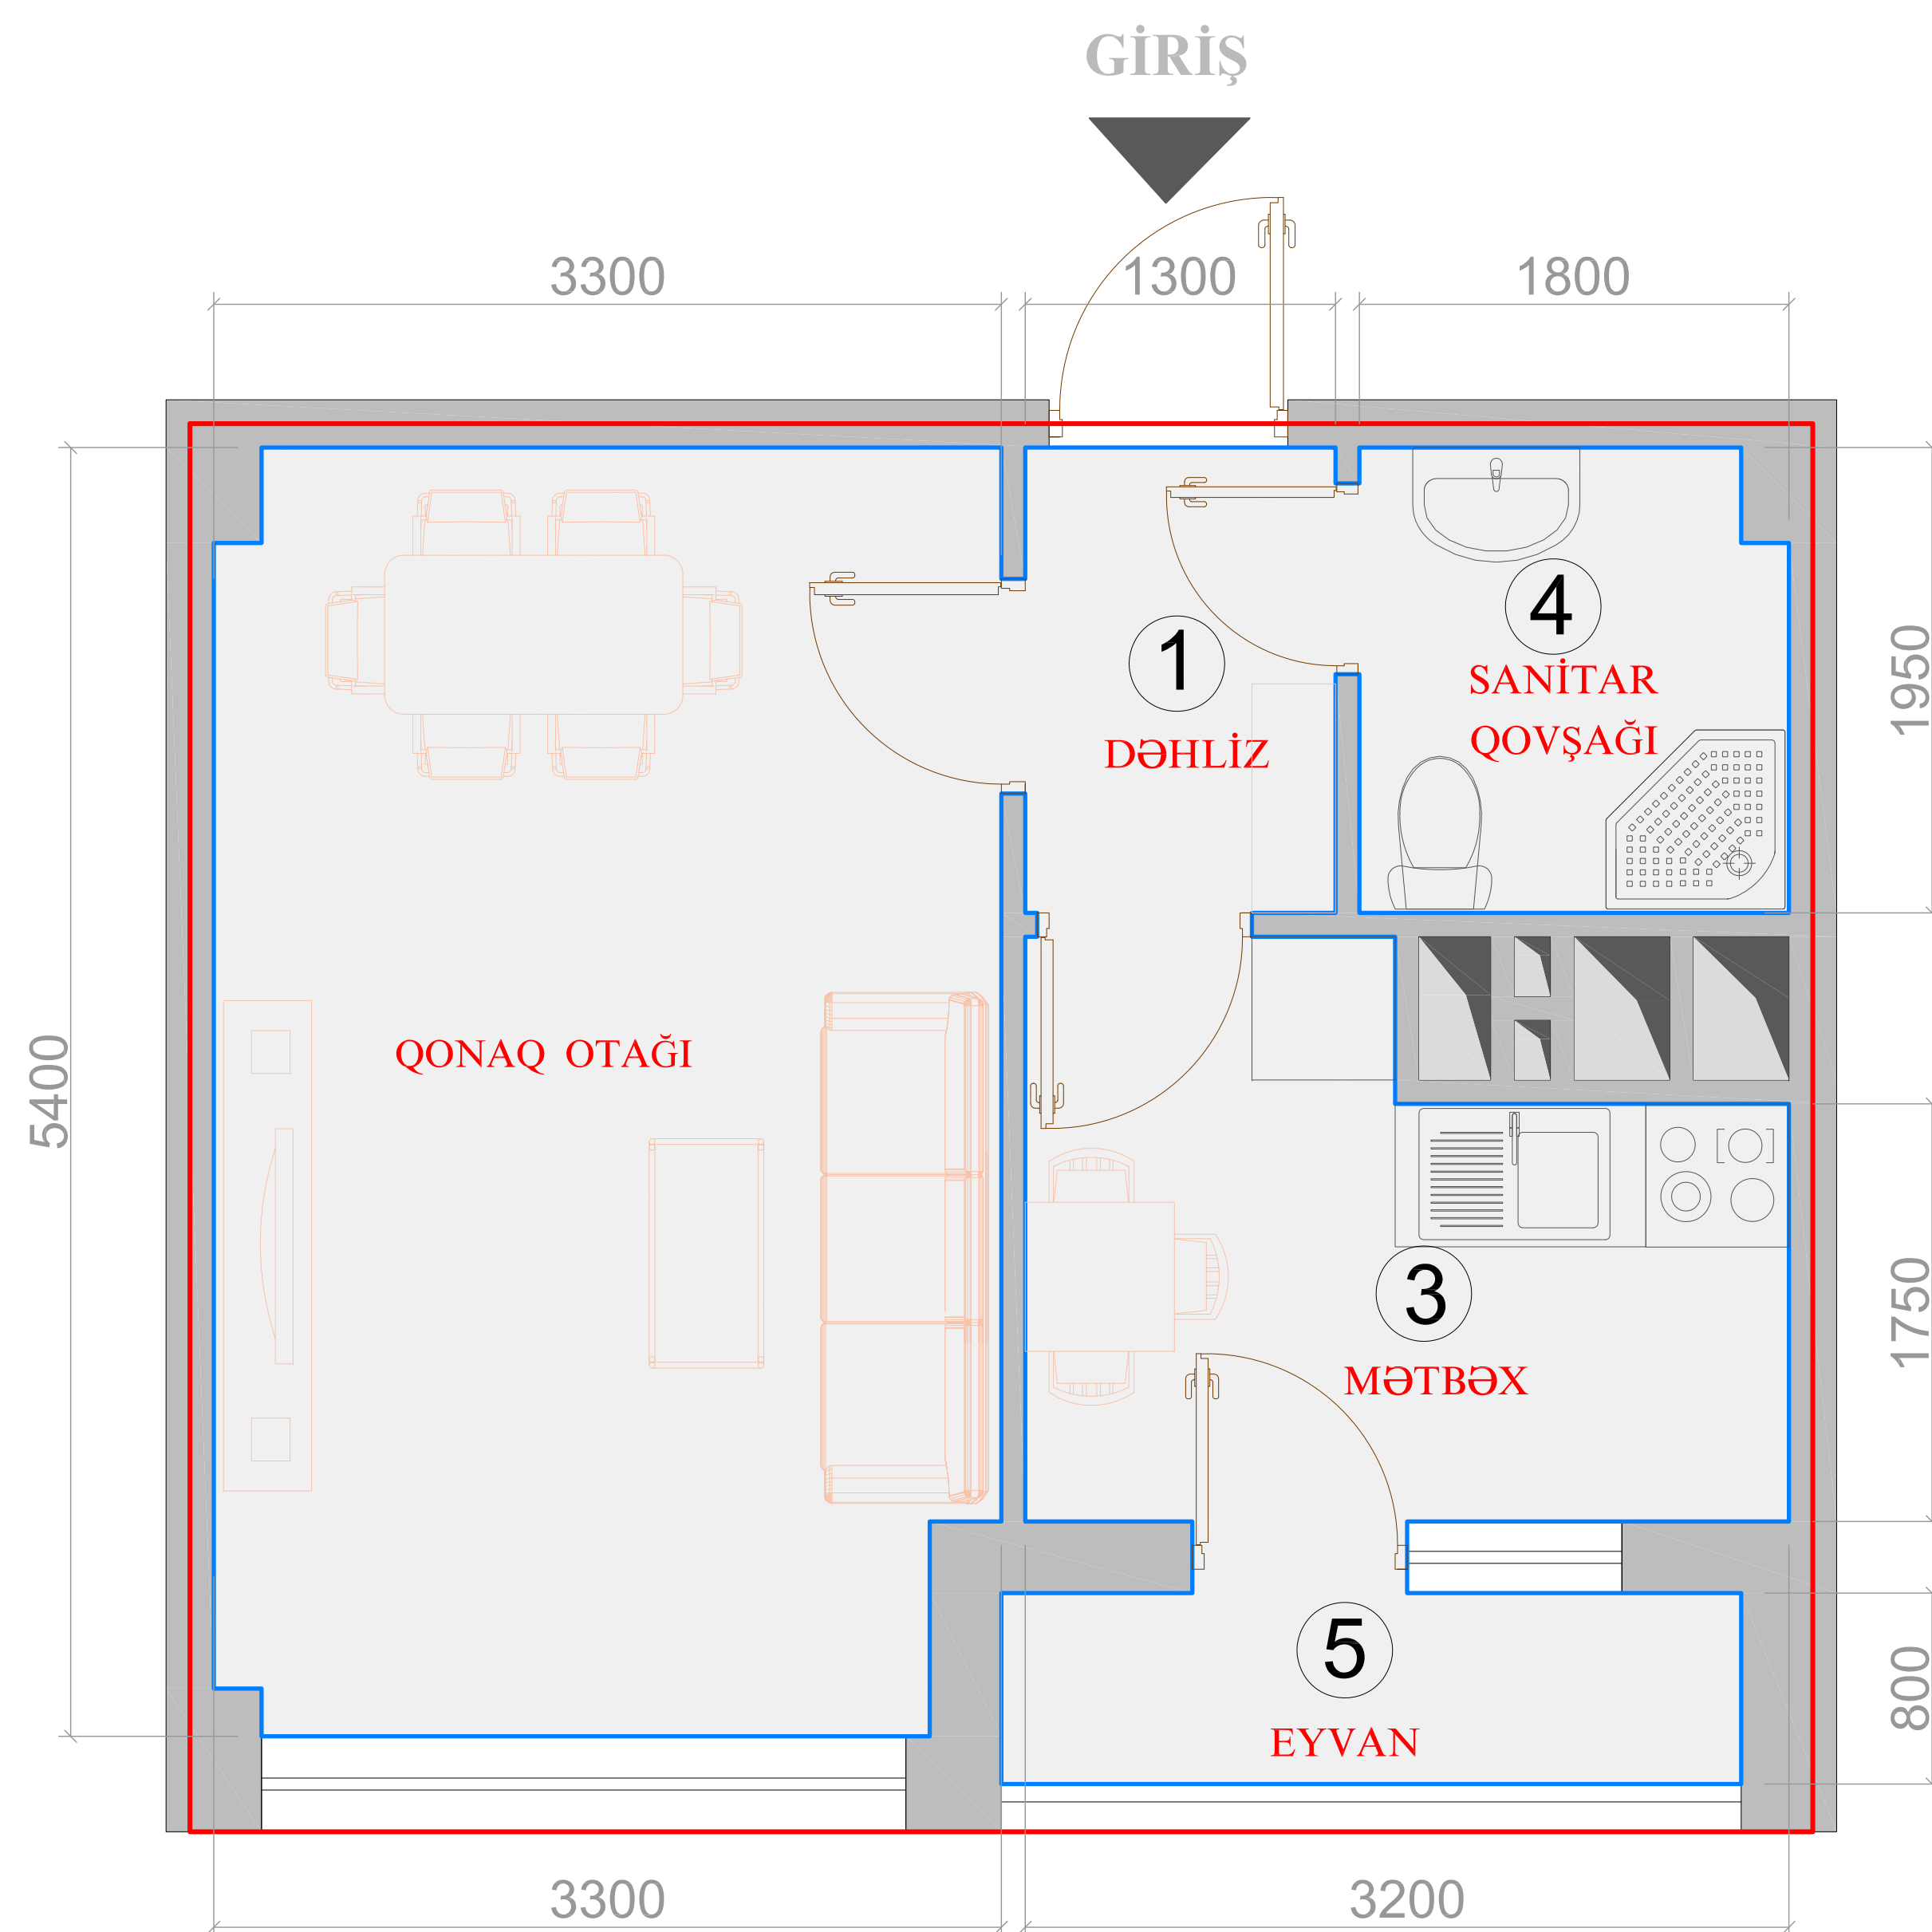 GİRİŞ
3300
1300
1800
4
SANİTAR
QOVŞAĞI
1
DƏHLİZ
1950
QONAQ OTAĞI
5400
3
MƏTBƏX
1750
5
EYVAN
800
3300
3200